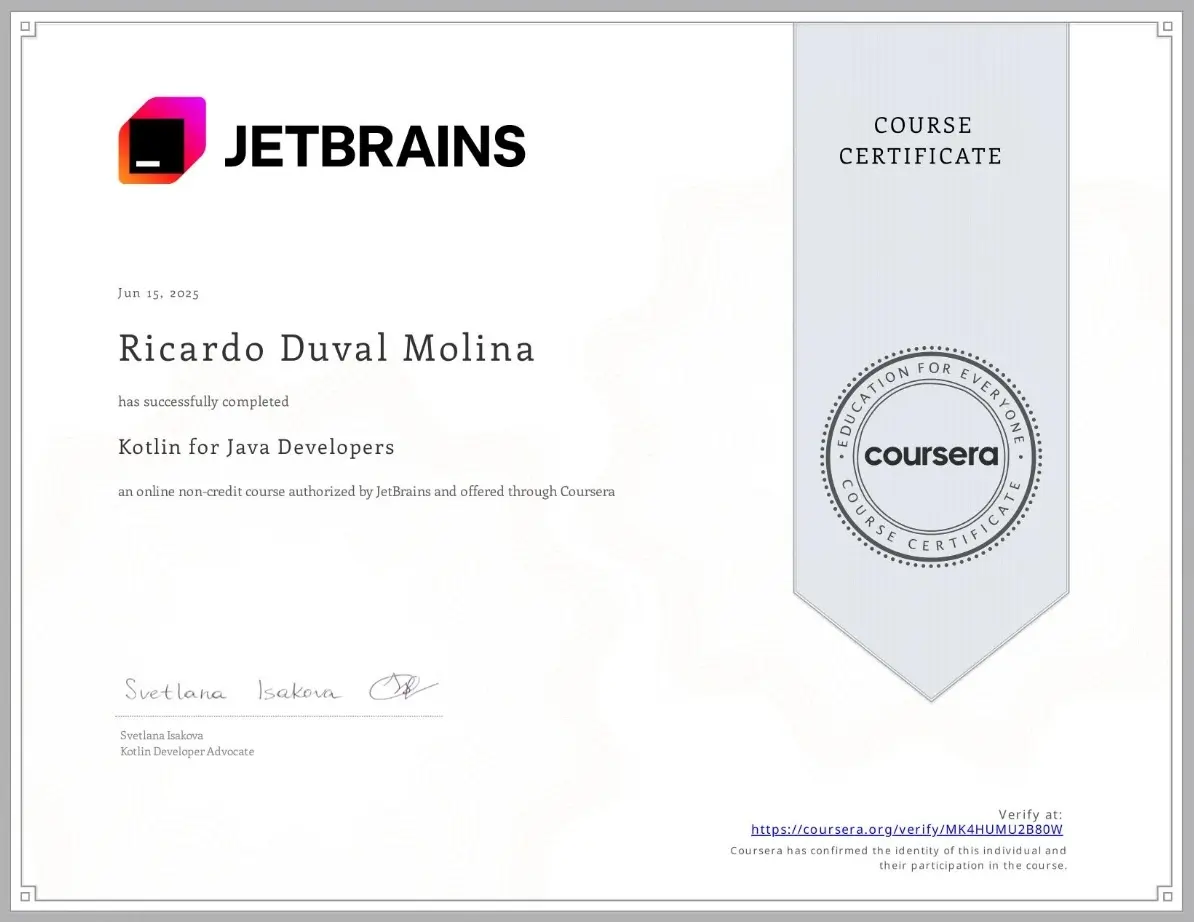 JETBRAINS
COURSE
CERTIFICATE
Jun 15, 2025
Ricardo Duval Molina
has successfully completed
Kotlin for Java Developers
an online non-credit course authorized by JetBrains and offered through Coursera
EDUCATION FOR EVERYONE
coursera
COURSE CERTIFICATE
Svetlana Isakova
Svetlana Isakova
Kotlin Developer Advocate
Verify at:
https://coursera.org/verify/MK4HUMU2B80W
Coursera has confirmed the identity of this individual and
their participation in the course.